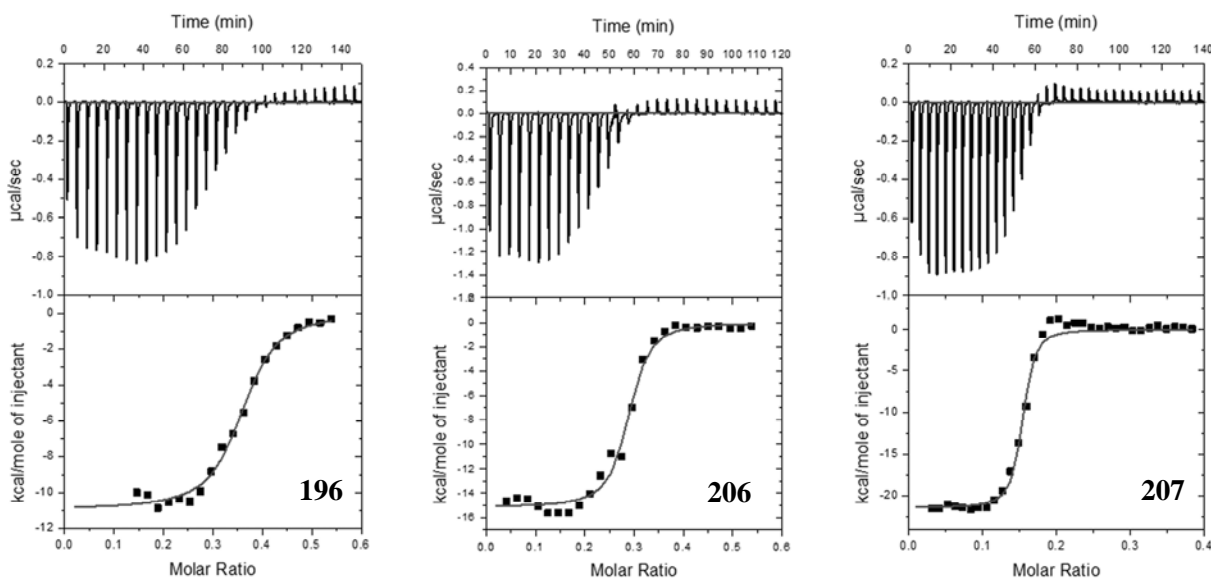 Time (min)
0 20 40 60 80 100 120 140
0.2
0.0
-0.2
-0.4
-0.6
-0.8
-1.0
µcal/sec
0
-2
-4
-6
-8
-10
-12
kcal/mole of injectant
196
0.0 0.1 0.2 0.3 0.4 0.5 0.6
Molar Ratio
Time (min)
0 10 20 30 40 50 60 70 80 90 100 110 120
0.4
0.2
0.0
-0.2
-0.4
-0.6
-0.8
-1.0
-1.2
-1.4
µcal/sec
0
-2
-4
-6
-8
-10
-12
-14
-16
kcal/mole of injectant
206
0.0 0.1 0.2 0.3 0.4 0.5 0.6
Molar Ratio
Time (min)
0 20 40 60 80 100 120 140
0.2
0.0
-0.2
-0.4
-0.6
-0.8
-1.0
µcal/sec
5
0
-5
-10
-15
-20
kcal/mole of injectant
207
0.0 0.1 0.2 0.3 0.4
Molar Ratio